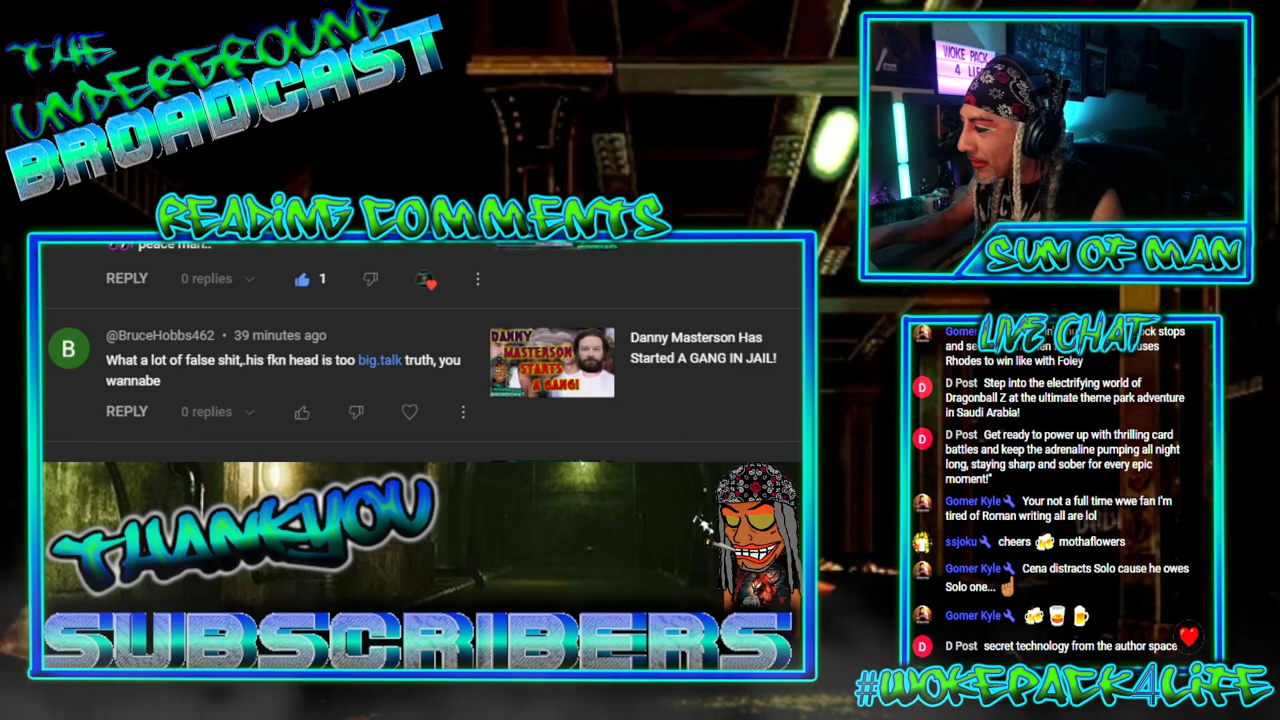 THE
UNDERGROUND
BROADCAST
READING COMMENTS
peace man..
REPLY 0 replies 1
@BruceHobbs462 • 39 minutes ago
What a lot of false shit,.his fkn head is too big.talk truth, you
wannabe
REPLY 0 replies
DANNY
MASTERSON
STARTS
A GANG!
Danny Masterson Has
Started A GANG IN JAIL!
B
THANKYOU
SUBSCRIBERS
WOKE PACK
4 LIFE
SUN OF MAN
LIVE CHAT
Gomer stops
and uses
Rhodes to win like with Foley
D Post Step into the electrifying world of
Dragonball Z at the ultimate theme park adventure
in Saudi Arabia!
D Post Get ready to power up with thrilling card
battles and keep the adrenaline pumping all night
long, staying sharp and sober for every epic
moment!"
Gomer Kyle Your not a full time wwe fan I'm
tired of Roman writing all are lol
ssjoku cheers 🍻 mothaflowers
Gomer Kyle Cena distracts Solo cause he owes
Solo one... ☝🏽
Gomer Kyle 🍻 🥃 🍺
D Post secret technology from the author space
#WOKEPACK4LIFE